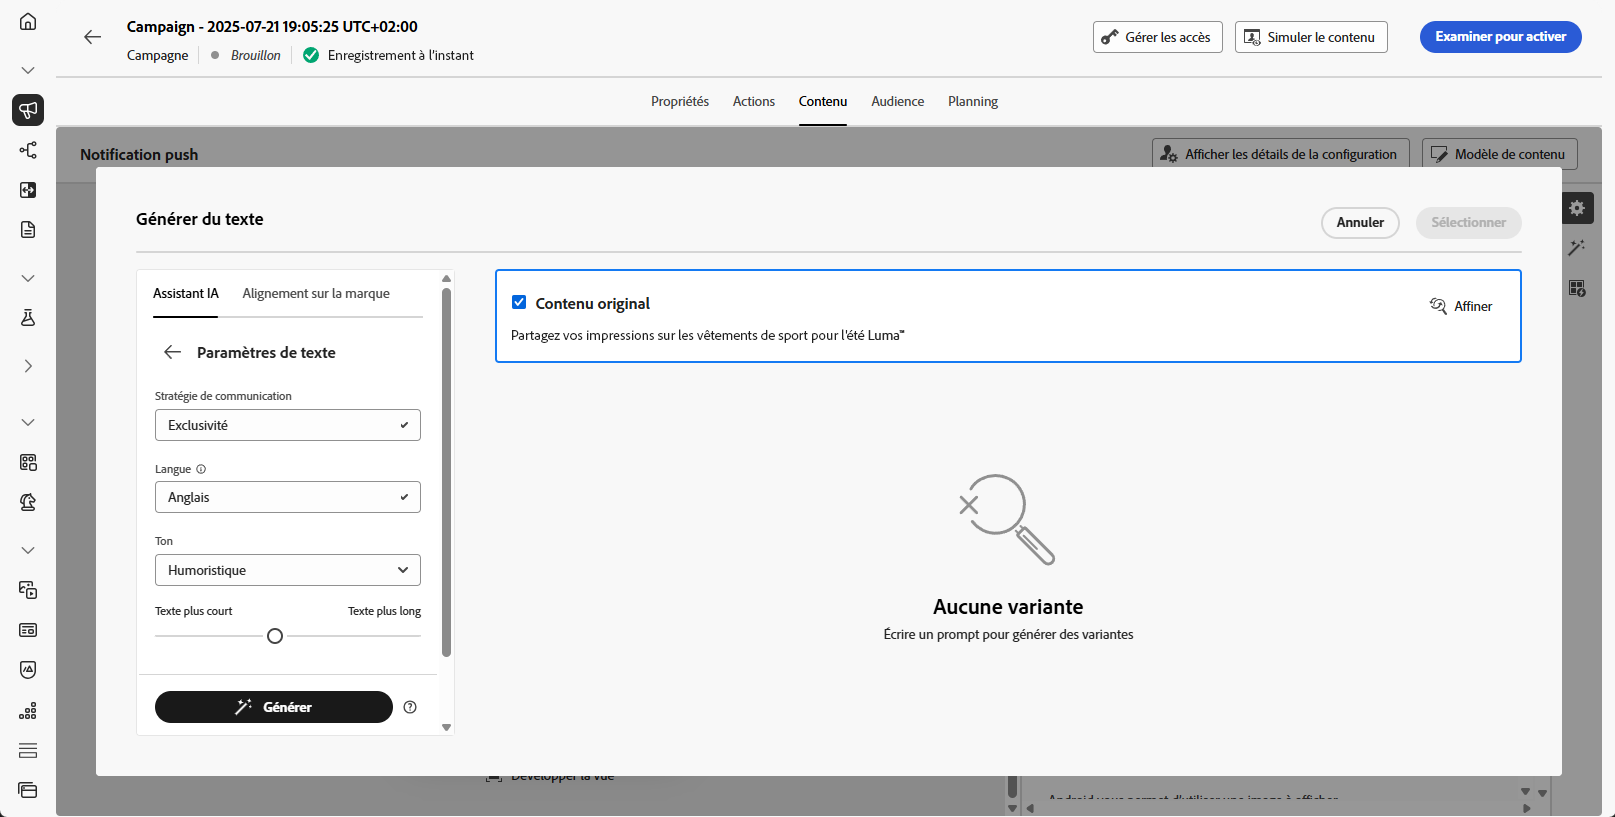 Campaign - 2025-07-21 19:05:25 UTC+02:00
Campagne
Brouillon
Enregistrement à l'instant
Gérer les accès
Simuler le contenu
Examiner pour activer
Propriétés
Actions
Contenu
Audience
Planning
Notification push
Afficher les détails de la configuration
Modèle de contenu
Générer du texte
Annuler
Sélectionner
Assistant IA
Alignement sur la marque
Paramètres de texte
Stratégie de communication
Exclusivité
Langue
Anglais
Ton
Humoristique
Texte plus court
Texte plus long
Générer
Contenu original
Affiner
Partagez vos impressions sur les vêtements de sport pour l'été Luma™
Aucune variante
Écrire un prompt pour générer des variantes
Développer la vue
Android vous permet d'utiliser une image à afficher